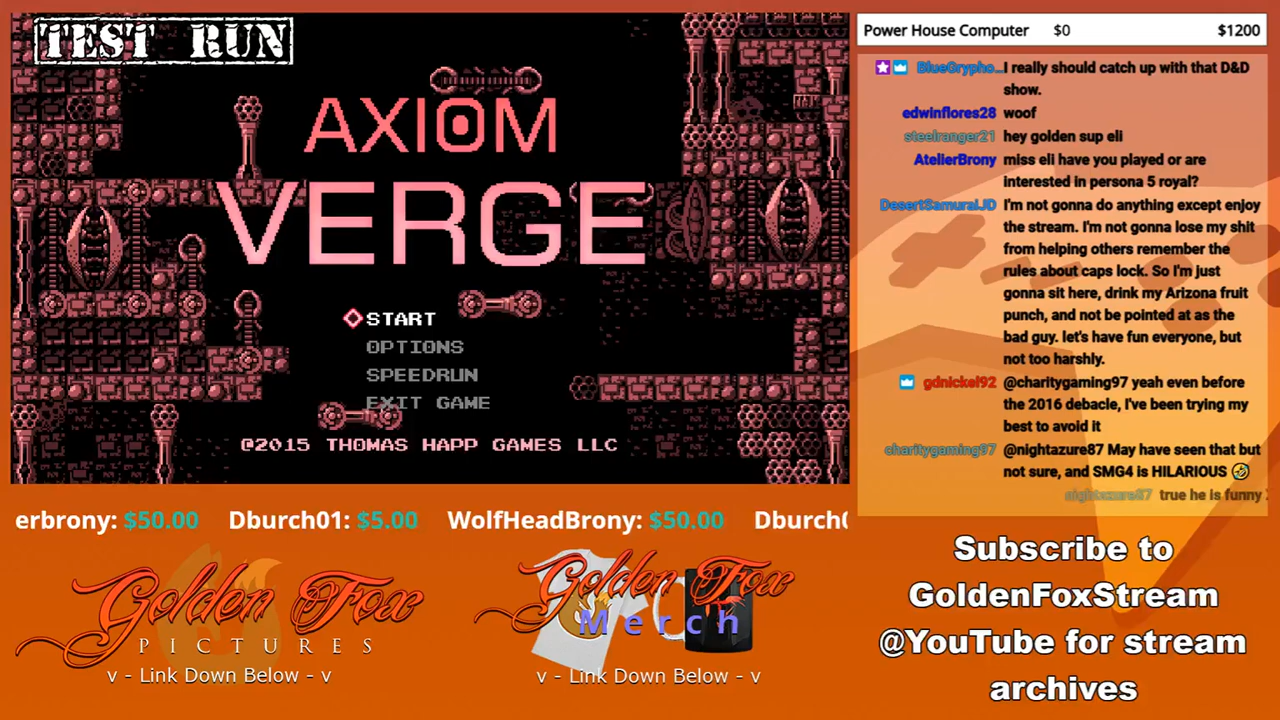 TEST RUN
AXIOM
VERGE
START
OPTIONS
SPEEDRUN
EXIT GAME
@2015 THOMAS HAPP GAMES LLC
Power House Computer $0 $1200
BlueGrypho... I really should catch up with that D&D
show.
edwinflores28 woof
steelranger21 hey golden sup eli
AtelierBrony miss eli have you played or are
interested in persona 5 royal?
DesertSamuraiJD I'm not gonna do anything except enjoy
the stream. I'm not gonna lose my shit
from helping others remember the
rules about caps lock. So I'm just
gonna sit here, drink my Arizona fruit
punch, and not be pointed at as the
bad guy. let's have fun everyone, but
not too harshly.
gdnickel92 @charitygaming97 yeah even before
the 2016 debacle, I've been trying my
best to avoid it
charitygaming97 @nightazure87 May have seen that but
not sure, and SMG4 is HILARIOUS 🤣
nightazure87 true he is funny
erbrony: $50.00 Dburch01: $5.00 WolfHeadBrony: $50.00 Dburch0
Golden Fox
PICTURES
v - Link Down Below - v
Golden Fox
Merch
v - Link Down Below - v
Subscribe to
GoldenFoxStream
@YouTube for stream
archives